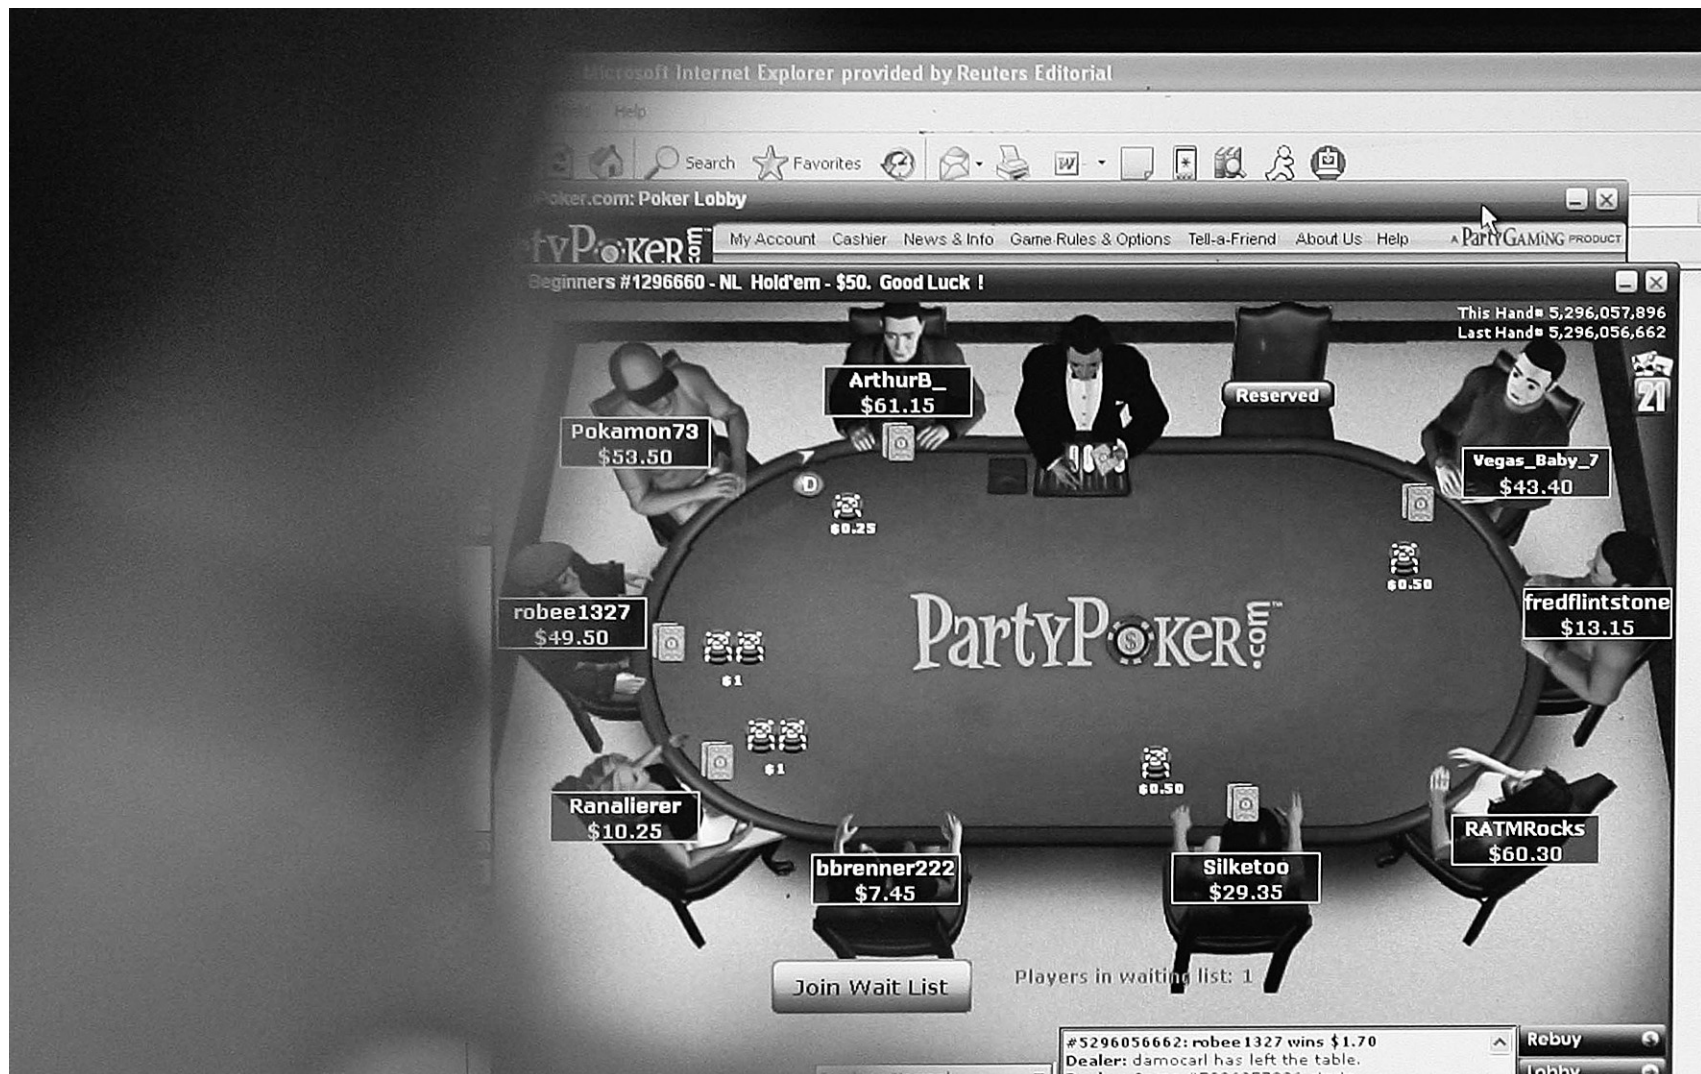 Microsoft Internet Explorer provided by Reuters Editorial
Help
Search Favorites W
Poker.com: Poker Lobby
tyPoKeR.com™ My Account Cashier News & Info Game Rules & Options Tell-a-Friend About Us Help A PartyGaming PRODUCT
Beginners #1296660 - NL Hold'em - $50. Good Luck !
This Hand# 5,296,057,896
Last Hand# 5,296,056,662
21
ArthurB_
$61.15
Reserved
Pokamon73
$53.50
Vegas_Baby_7
$43.40
D
$0.25
$0.50
robee1327
$49.50
fredflintstone
$13.15
PartyPoKeR.com™
$1
$1
$0.50
Ranalierer
$10.25
RATMRocks
$60.30
bbrenner222
$7.45
Silketoo
$29.35
Join Wait List
Players in waiting list: 1
#5296056662: robee1327 wins $1.70
Dealer: damocarl has left the table.
Rebuy $
Lobby